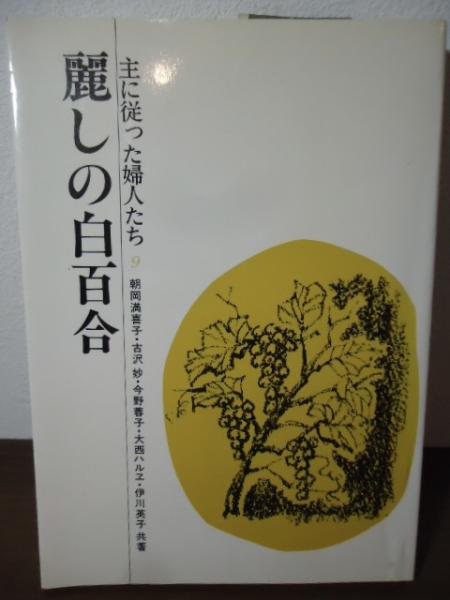 主に従った婦人たち 9
麗しの白百合
朝岡満喜子・古沢 妙・今野蓉子・大西ハルヱ・伊川英子 共著